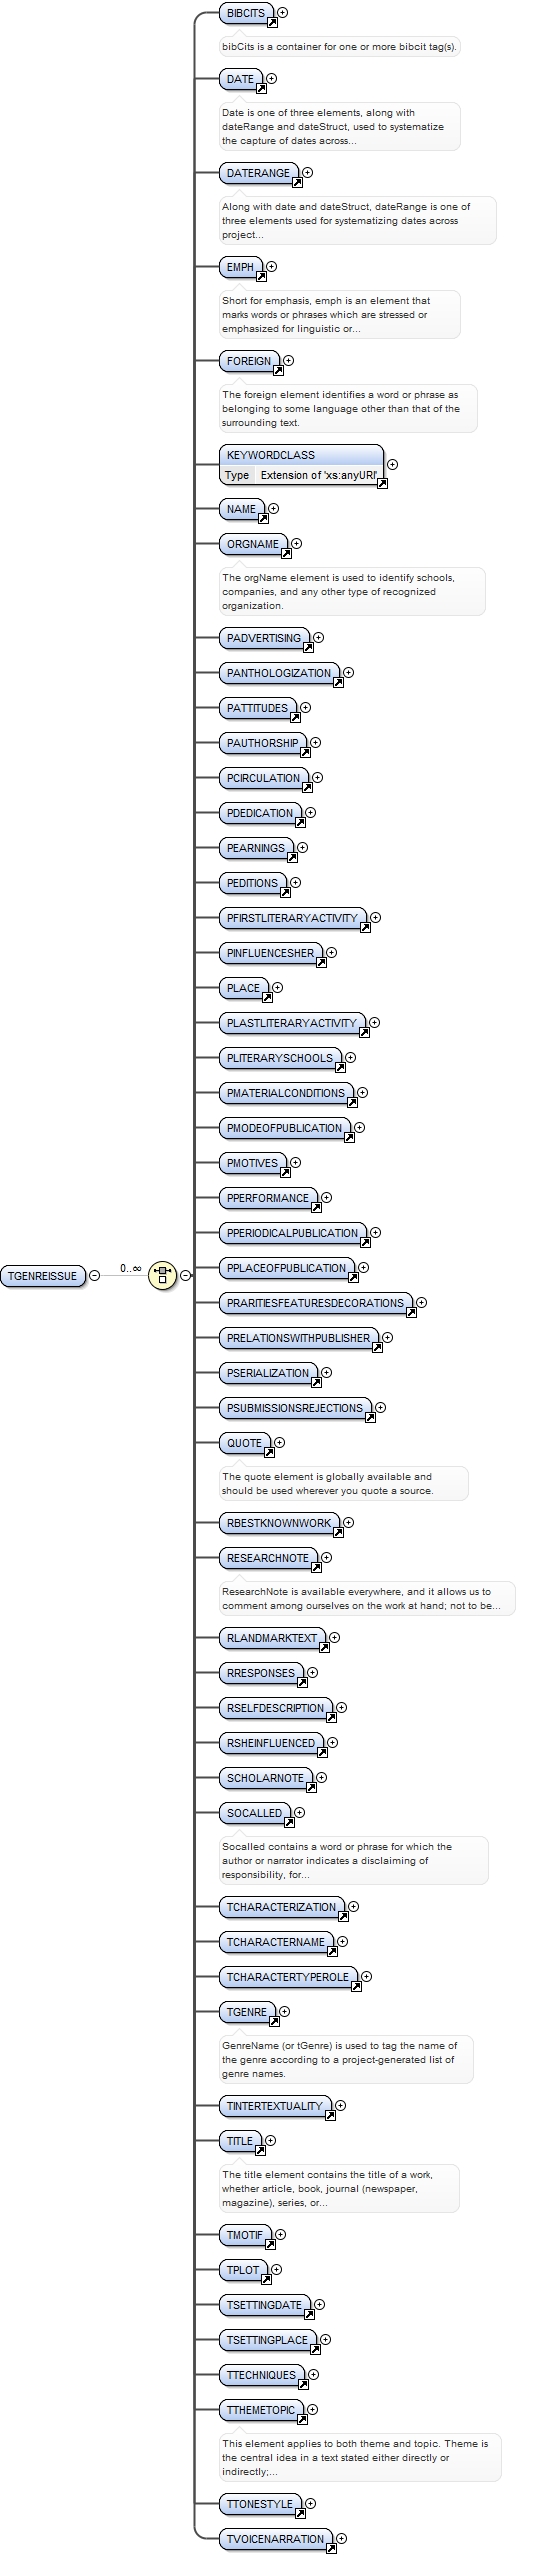 BIBCITS
bibCits is a container for one or more bibcit tag(s).
DATE
Date is one of three elements, along with
dateRange and dateStruct, used to systematize
the capture of dates across...
DATERANGE
Along with date and dateStruct, dateRange is one of
three elements used for systematizing dates across
project...
EMPH
Short for emphasis, emph is an element that
marks words or phrases which are stressed or
emphasized for linguistic or...
FOREIGN
The foreign element identifies a word or phrase as
belonging to some language other than that of the
surrounding text.
KEYWORDCLASS
Type Extension of 'xs:anyURI'
NAME
ORGNAME
The orgName element is used to identify schools,
companies, and any other type of recognized
organization.
PADVERTISING
PANTHOLOGIZATION
PATTITUDES
PAUTHORSHIP
PCIRCULATION
PDEDICATION
PEARNINGS
PEDITIONS
PFIRSTLITERARYACTIVITY
PINFLUENCESHER
PLACE
PLASTLITERARYACTIVITY
PLITERARYSCHOOLS
PMATERIALCONDITIONS
PMODEOFPUBLICATION
PMOTIVES
PPERFORMANCE
PPERIODICALPUBLICATION
PPLACEOFPUBLICATION
TGENREISSUE 0..∞
PRARITIESFEATURESDECORATIONS
PRELATIONSWITHPUBLISHER
PSERIALIZATION
PSUBMISSIONSREJECTIONS
QUOTE
The quote element is globally available and
should be used wherever you quote a source.
RBESTKNOWNWORK
RESEARCHNOTE
ResearchNote is available everywhere, and it allows us to
comment among ourselves on the work at hand; not to be...
RLANDMARKTEXT
RRESPONSES
RSELFDESCRIPTION
RSHEINFLUENCED
SCHOLARNOTE
SOCALLED
Socalled contains a word or phrase for which the
author or narrator indicates a disclaiming of
responsibility, for...
TCHARACTERIZATION
TCHARACTERNAME
TCHARACTERTYPEROLE
TGENRE
GenreName (or tGenre) is used to tag the name of
the genre according to a project-generated list of
genre names.
TINTERTEXTUALITY
TITLE
The title element contains the title of a work,
whether article, book, journal (newspaper,
magazine), series, or...
TMOTIF
TPLOT
TSETTINGDATE
TSETTINGPLACE
TTECHNIQUES
TTHEMETOPIC
This element applies to both theme and topic. Theme is
the central idea in a text stated either directly or
indirectly;...
TTONESTYLE
TVOICENARRATION